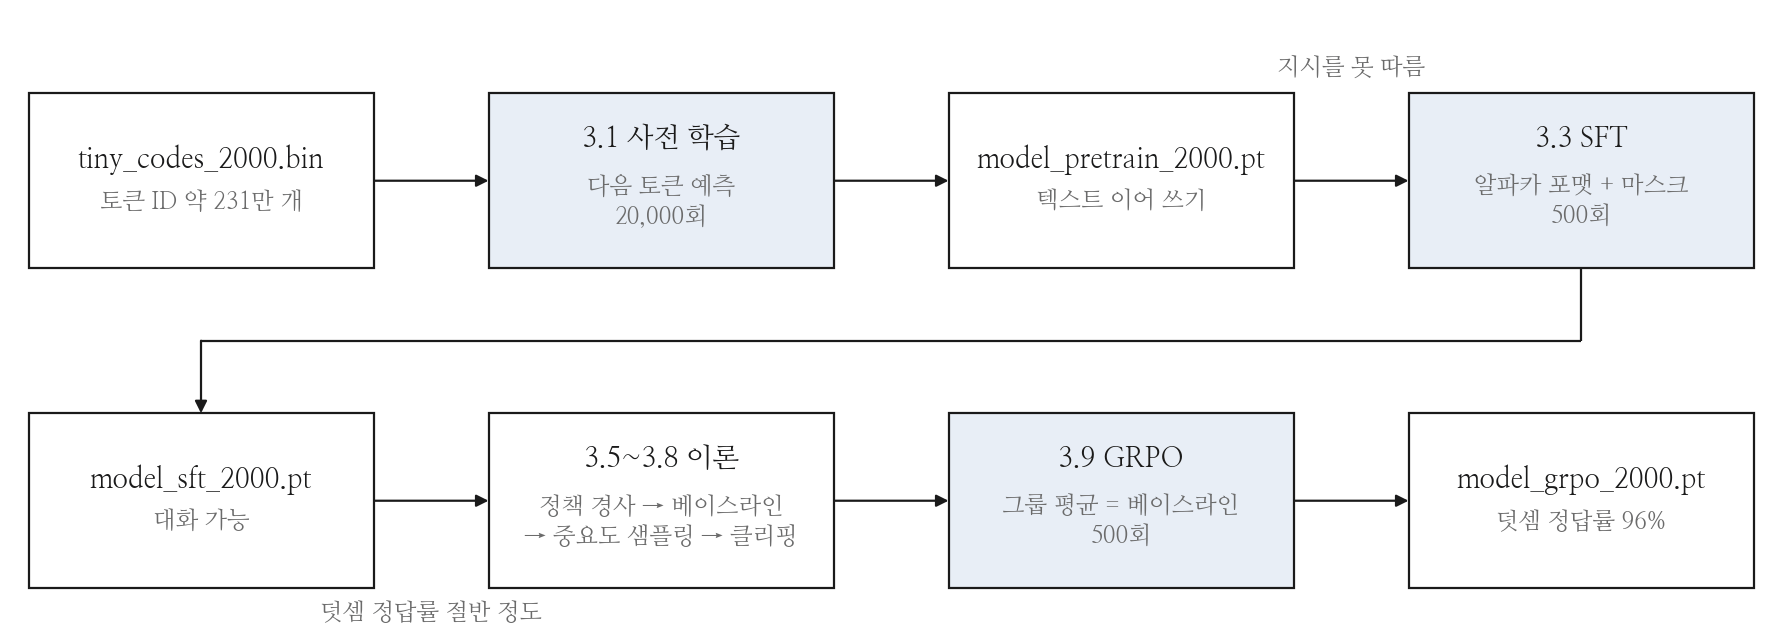 지시를 못 따름
tiny_codes_2000.bin
토큰 ID 약 231만 개
3.1 사전 학습
다음 토큰 예측
20,000회
model_pretrain_2000.pt
텍스트 이어 쓰기
3.3 SFT
알파카 포맷 + 마스크
500회
model_sft_2000.pt
대화 가능
3.5~3.8 이론
정책 경사 → 베이스라인
→ 중요도 샘플링 → 클리핑
3.9 GRPO
그룹 평균 = 베이스라인
500회
model_grpo_2000.pt
덧셈 정답률 96%
덧셈 정답률 절반 정도